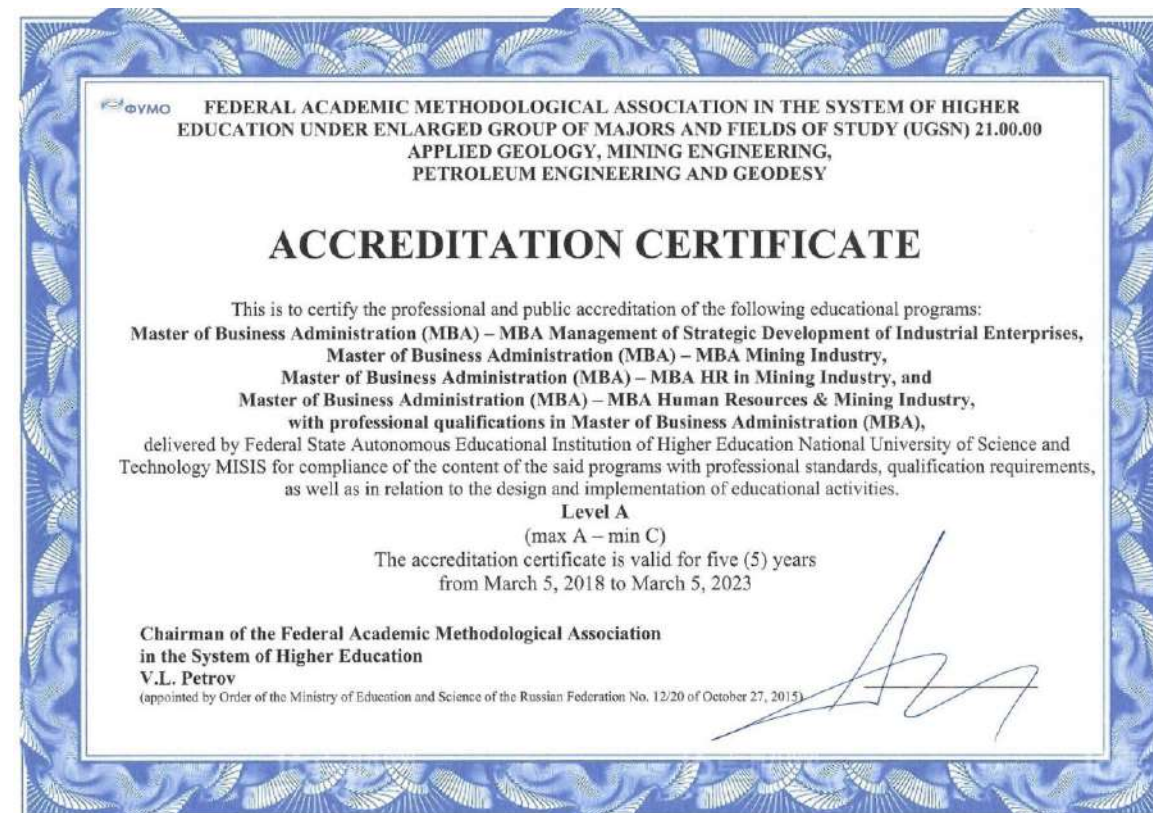 ФУМО FEDERAL ACADEMIC METHODOLOGICAL ASSOCIATION IN THE SYSTEM OF HIGHER
EDUCATION UNDER ENLARGED GROUP OF MAJORS AND FIELDS OF STUDY (UGSN) 21.00.00
APPLIED GEOLOGY, MINING ENGINEERING,
PETROLEUM ENGINEERING AND GEODESY
ACCREDITATION CERTIFICATE
This is to certify the professional and public accreditation of the following educational programs:
Master of Business Administration (MBA) – MBA Management of Strategic Development of Industrial Enterprises,
Master of Business Administration (MBA) – MBA Mining Industry,
Master of Business Administration (MBA) – MBA HR in Mining Industry, and
Master of Business Administration (MBA) – MBA Human Resources & Mining Industry,
with professional qualifications in Master of Business Administration (MBA),
delivered by Federal State Autonomous Educational Institution of Higher Education National University of Science and
Technology MISIS for compliance of the content of the said programs with professional standards, qualification requirements,
as well as in relation to the design and implementation of educational activities.
Level A
(max A – min C)
The accreditation certificate is valid for five (5) years
from March 5, 2018 to March 5, 2023
Chairman of the Federal Academic Methodological Association
in the System of Higher Education
V.L. Petrov
(appointed by Order of the Ministry of Education and Science of the Russian Federation No. 12/20 of October 27, 2015)